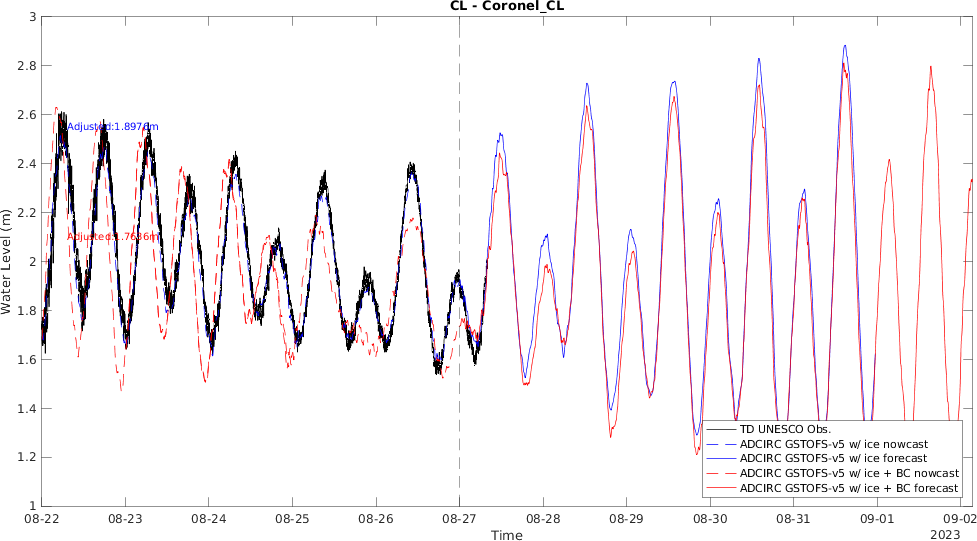 CL - Coronel_CL
3
2.8
2.6
2.4
2.2
2
1.8
1.6
1.4
1.2
1
Water Level (m)
Adjusted:1.8976m
Adjusted:1.7636m
TD UNESCO Obs.
ADCIRC GSTOFS-v5 w/ ice nowcast
ADCIRC GSTOFS-v5 w/ ice forecast
ADCIRC GSTOFS-v5 w/ ice + BC nowcast
ADCIRC GSTOFS-v5 w/ ice + BC forecast
08-22 08-23 08-24 08-25 08-26 08-27 08-28 08-29 08-30 08-31 09-01 09-02
Time
2023